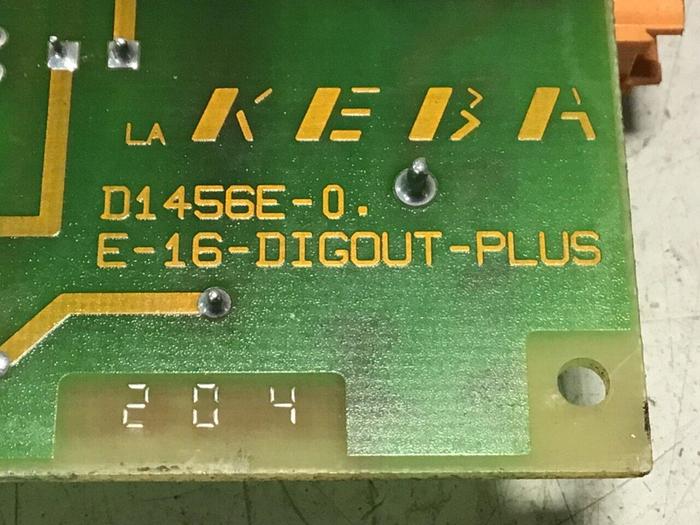 LA KEBA
D1456E-0.
E-16-DIGOUT-PLUS
204